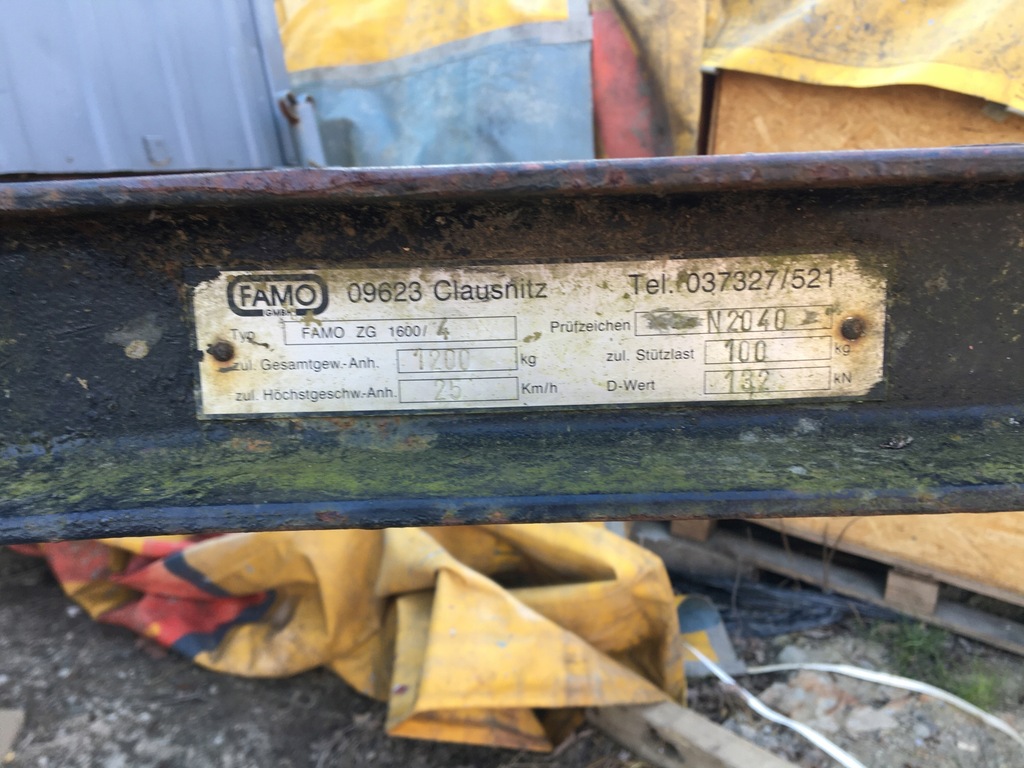 FAMO 09623 Clausnitz Tel. 037327/521
GMBH
Typ FAMO ZG 1600/ 4 Prüfzeichen N2040
zul. Gesamtgew.-Anh. 1200 kg zul. Stützlast 100 kg
zul. Höchstgeschw.-Anh. 25 Km/h D-Wert 132 kN